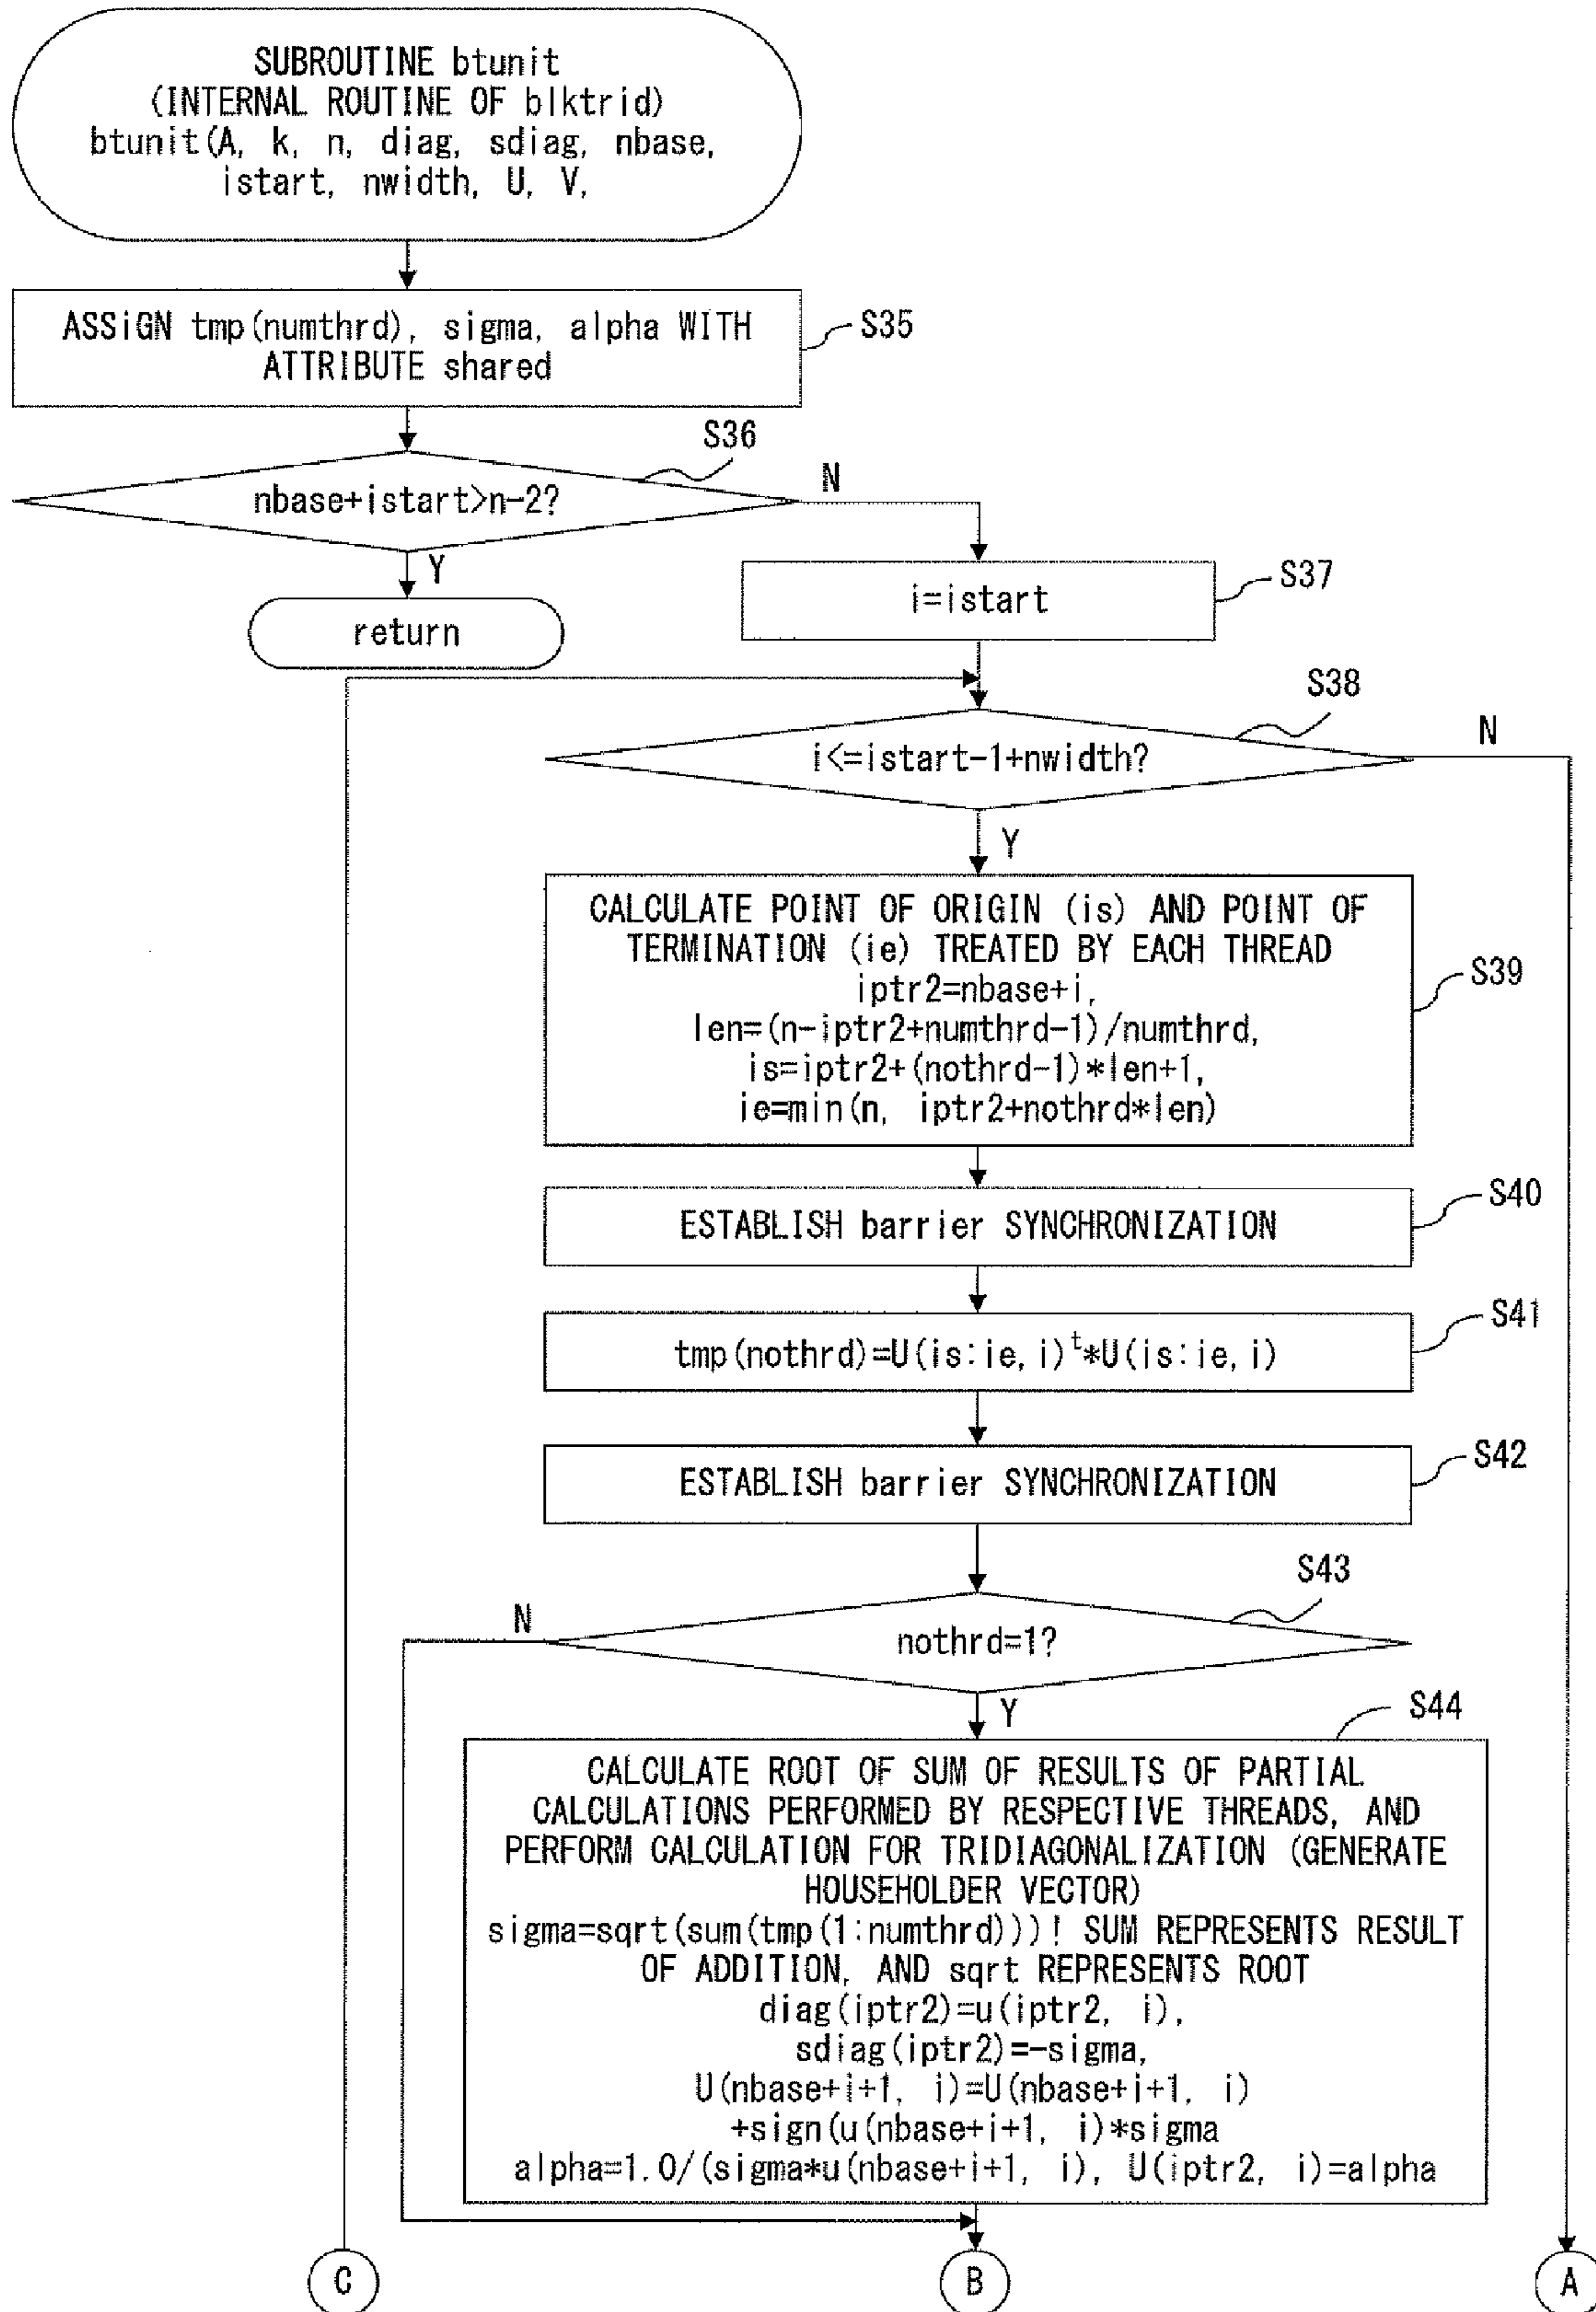 SUBROUTINE btunit
(INTERNAL ROUTINE OF blktrid)
btunit(A, k, n, diag, sdiag, nbase,
istart, nwidth, U, V,
ASSiGN tmp(numthrd), sigma, alpha WITH
ATTRIBUTE shared
S35
S36
nbase+istart>n-2?
N
Y
return
i=istart
S37
S38
i<=istart-1+nwidth?
N
Y
CALCULATE POINT OF ORIGIN (is) AND POINT OF
TERMINATION (ie) TREATED BY EACH THREAD
iptr2=nbase+i,
len=(n-iptr2+numthrd-1)/numthrd,
is=iptr2+(nothrd-1)*len+1,
ie=min(n, iptr2+nothrd*len)
S39
ESTABLISH barrier SYNCHRONIZATION
S40
tmp(nothrd)=U(is:ie,i)ᵗ*U(is:ie,i)
S41
ESTABLISH barrier SYNCHRONIZATION
S42
S43
nothrd=1?
N
Y
S44
CALCULATE ROOT OF SUM OF RESULTS OF PARTIAL
CALCULATIONS PERFORMED BY RESPECTIVE THREADS, AND
PERFORM CALCULATION FOR TRIDIAGONALIZATION (GENERATE
HOUSEHOLDER VECTOR)
sigma=sqrt(sum(tmp(1:numthrd)))! SUM REPRESENTS RESULT
OF ADDITION, AND sqrt REPRESENTS ROOT
diag(iptr2)=u(iptr2, i),
sdiag(iptr2)=-sigma,
U(nbase+i+1, i)=U(nbase+i+1, i)
+sign(u(nbase+i+1, i)*sigma
alpha=1.0/(sigma*u(nbase+i+1, i), U(iptr2, i)=alpha
C
B
A